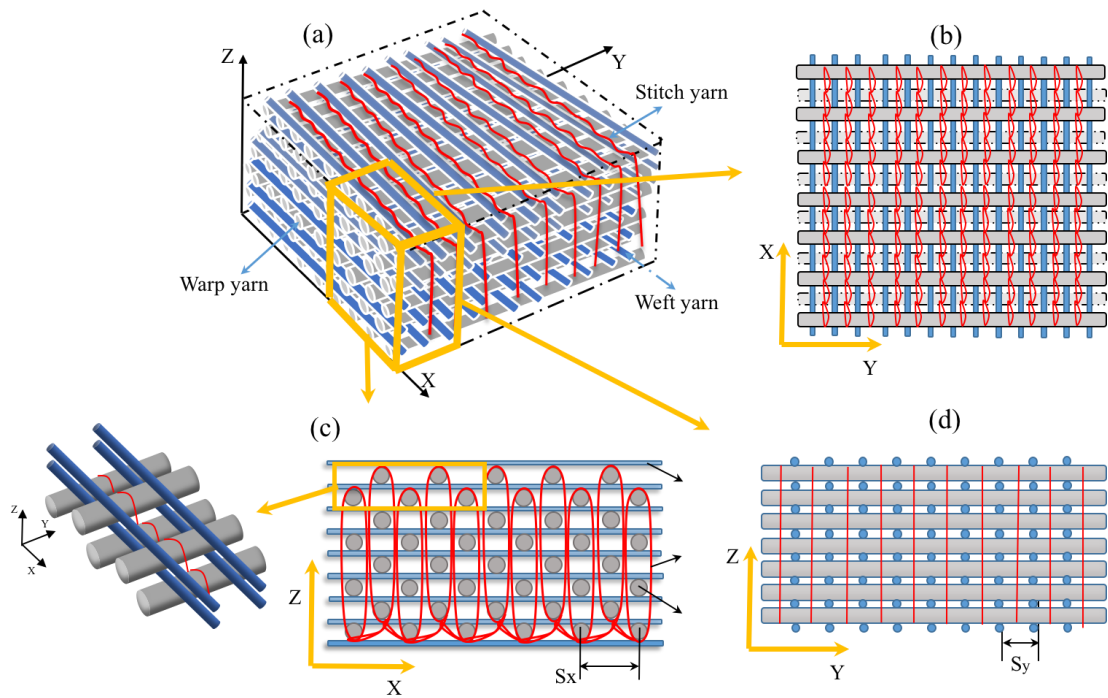 (a)
Z
Y
Stitch yarn
Warp yarn
Weft yarn
X
(b)
X
Y
(c)
Z
Y
X
Z
X
Sx
(d)
Z
Y
Sy